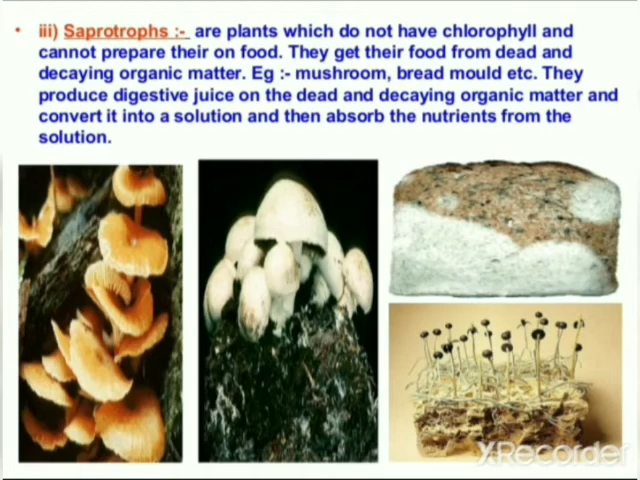 • iii) Saprotrophs :- are plants which do not have chlorophyll and
cannot prepare their on food. They get their food from dead and
decaying organic matter. Eg :- mushroom, bread mould etc. They
produce digestive juice on the dead and decaying organic matter and
convert it into a solution and then absorb the nutrients from the
solution.
XRecorder